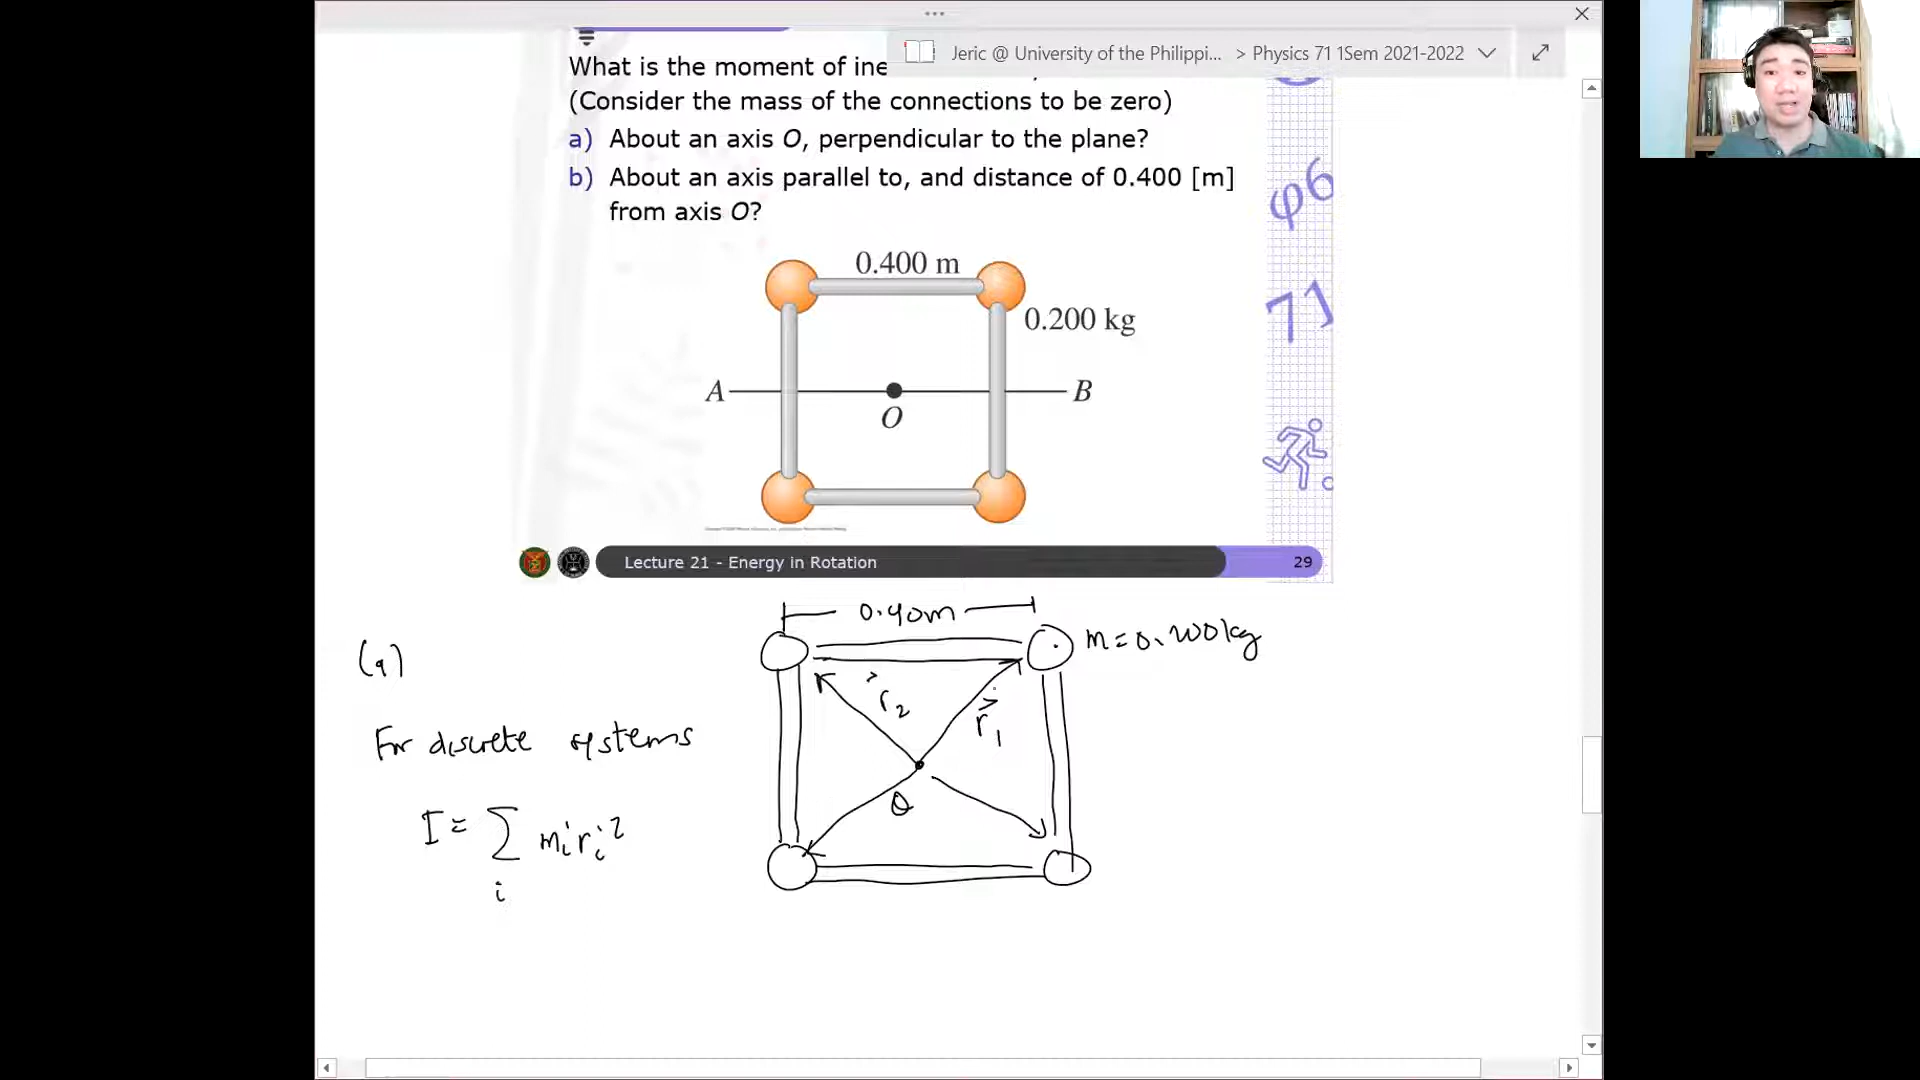 What is the moment of ine
Jeric @ University of the Philippi... > Physics 71 1Sem 2021-2022
(Consider the mass of the connections to be zero)
a) About an axis O, perpendicular to the plane?
b) About an axis parallel to, and distance of 0.400 [m]
from axis O?
φ6
71
0.400 m
0.200 kg
A
B
O
Lecture 21 - Energy in Rotation
29
0.40m
m = 0.200kg
(a)
r⃗2
r⃗1
For discrete systems
O
I = Σ mᵢrᵢ²
i